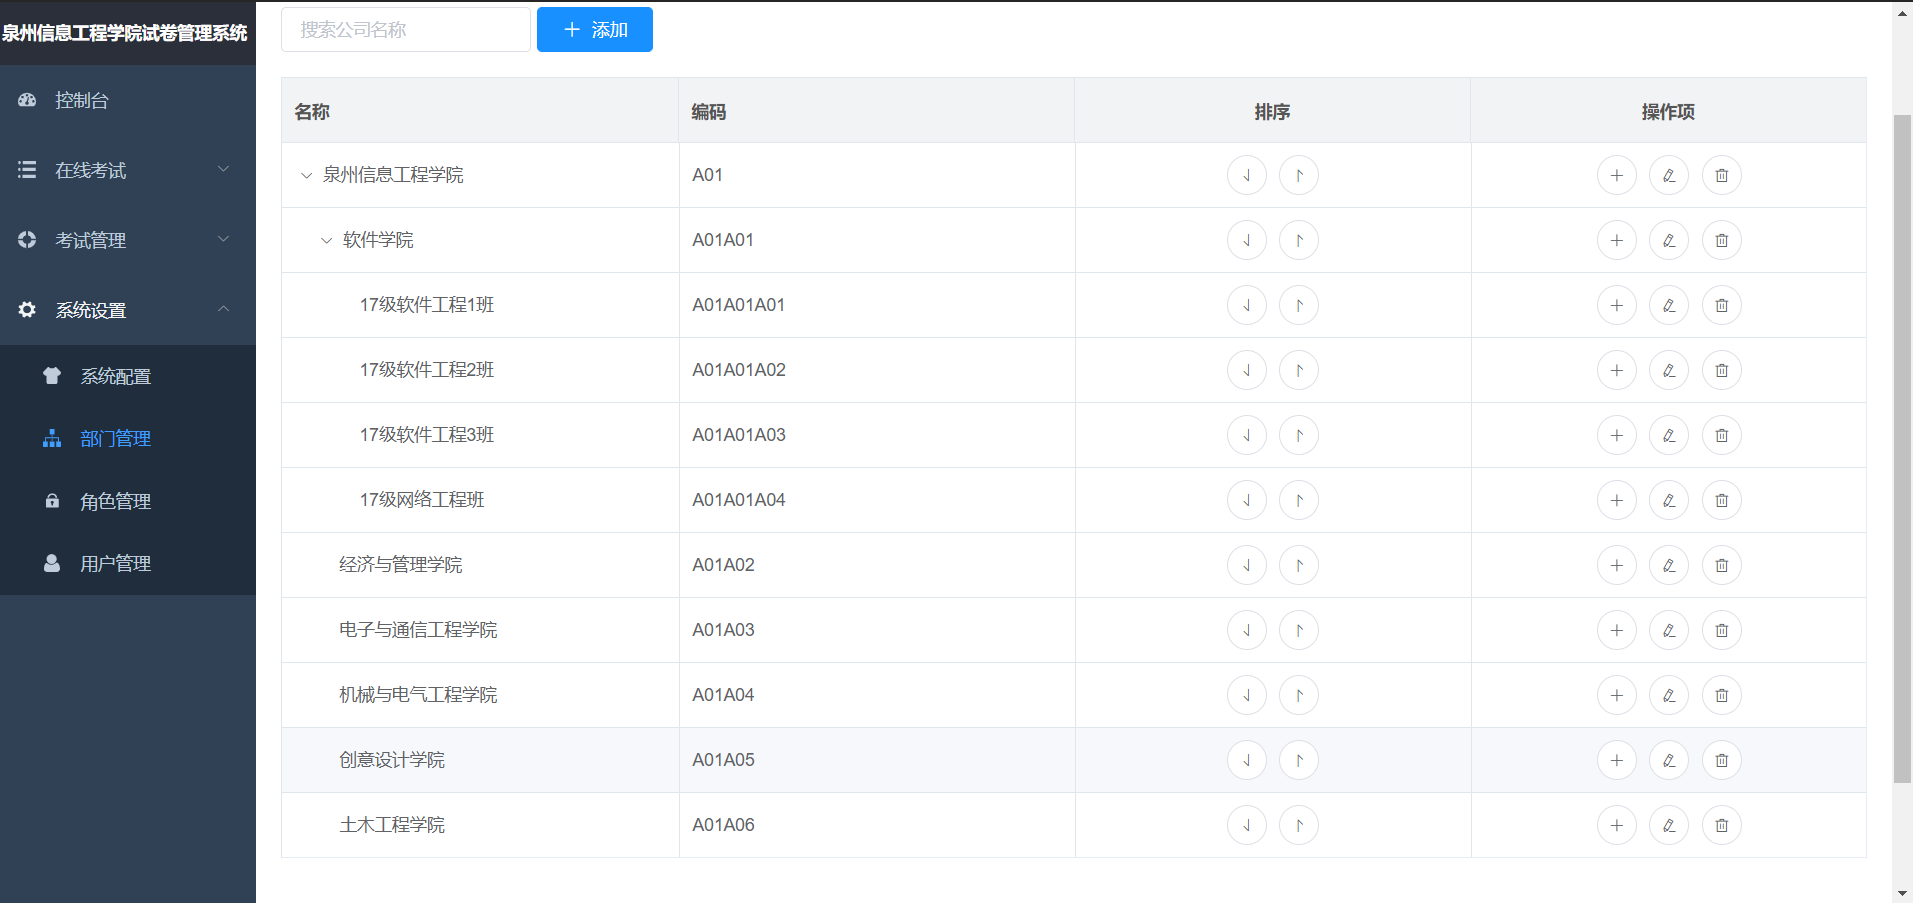 泉州信息工程学院试卷管理系统
控制台
在线考试
考试管理
系统设置
系统配置
部门管理
角色管理
用户管理
搜索公司名称
添加
名称 编码 排序 操作项
泉州信息工程学院 A01
软件学院 A01A01
17级软件工程1班 A01A01A01
17级软件工程2班 A01A01A02
17级软件工程3班 A01A01A03
17级网络工程班 A01A01A04
经济与管理学院 A01A02
电子与通信工程学院 A01A03
机械与电气工程学院 A01A04
创意设计学院 A01A05
土木工程学院 A01A06